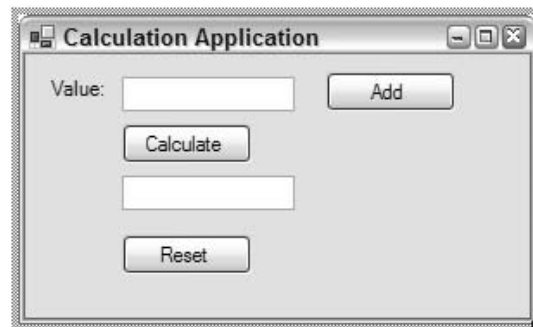 Calculation Application
Value:
Add
Calculate
Reset